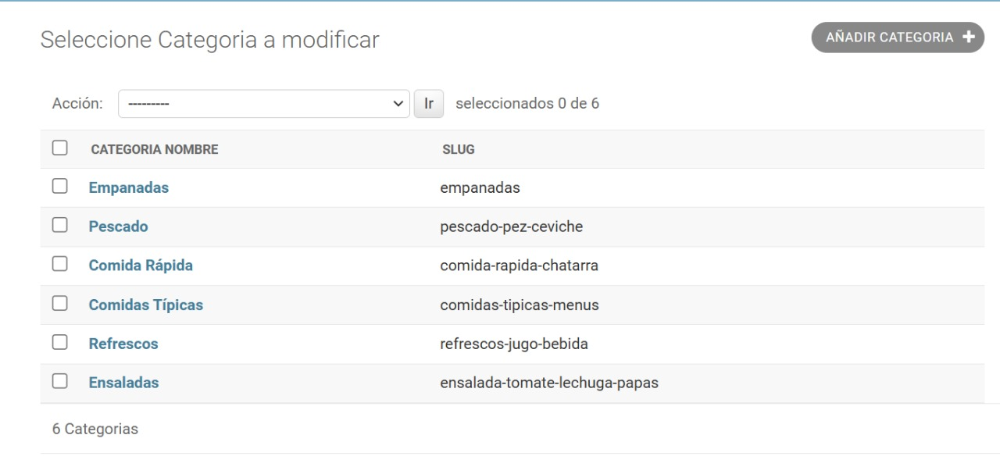 Seleccione Categoria a modificar
AÑADIR CATEGORIA +
Acción: --------- Ir seleccionados 0 de 6
CATEGORIA NOMBRE SLUG
Empanadas empanadas
Pescado pescado-pez-ceviche
Comida Rápida comida-rapida-chatarra
Comidas Típicas comidas-tipicas-menus
Refrescos refrescos-jugo-bebida
Ensaladas ensalada-tomate-lechuga-papas
6 Categorias